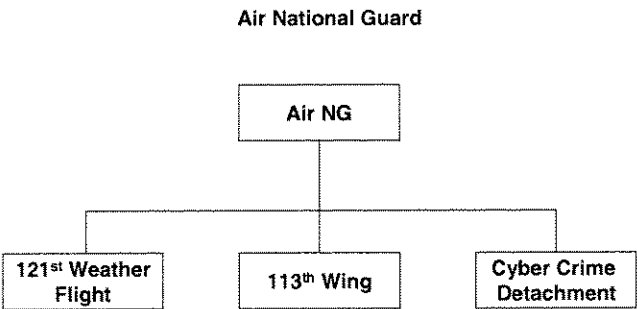 Air National Guard
Air NG
121st Weather
Flight
113th Wing
Cyber Crime
Detachment